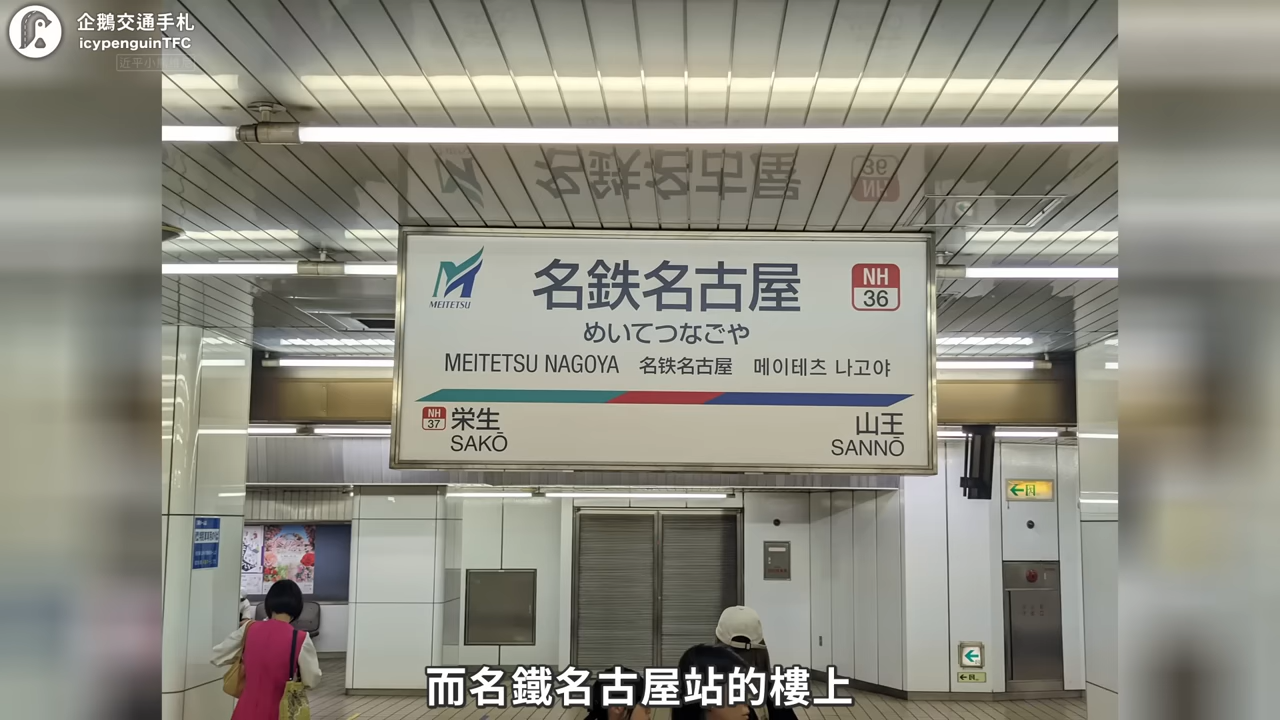 企鵝交通手札
icypenguinTFC
MEITETSU
名鉄名古屋
NH
36
めいてつなごや
MEITETSU NAGOYA 名铁名古屋 메이테츠 나고야
NH
37
栄生
SAKŌ
山王
SANNŌ
而名鐵名古屋站的樓上